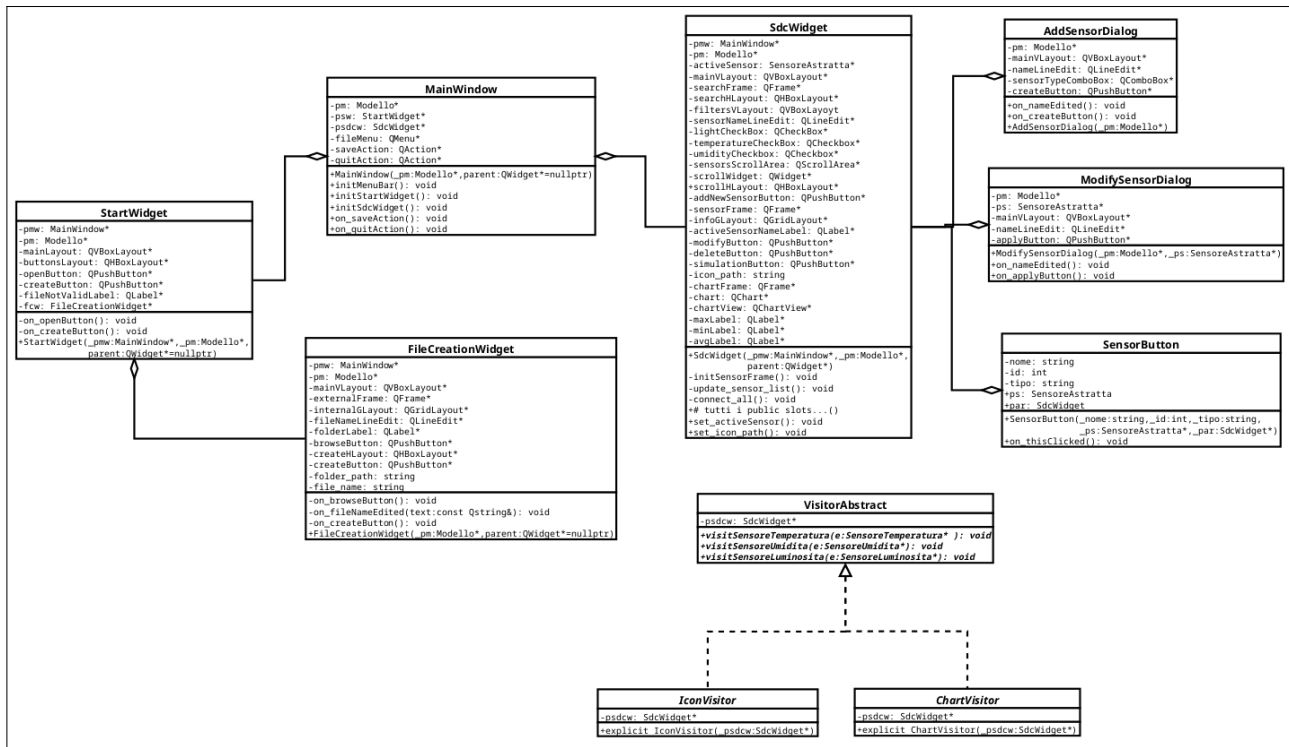 StartWidget
-pmw: MainWindow*
-pm: Modello*
-mainLayout: QVBoxLayout*
-buttonsLayout: QHBoxLayout*
-openButton: QPushButton*
-createButton: QPushButton*
-fileNotValidLabel: QLabel*
-fcw: FileCreationWidget*
-on_openButton(): void
-on_createButton(): void
+StartWidget(_pmw:MainWindow*,_pm:Modello*,
parent:QWidget*=nullptr)
MainWindow
-pm: Modello*
-psw: StartWidget*
-psdcw: SdcWidget*
-fileMenu: QMenu*
-saveAction: QAction*
-quitAction: QAction*
+MainWindow(_pm:Modello*,parent:QWidget*=nullptr)
+initMenuBar(): void
+initStartWidget(): void
+initSdcWidget(): void
+on_saveAction(): void
+on_quitAction(): void
FileCreationWidget
-pmw: MainWindow*
-pm: Modello*
-mainVLayout: QVBoxLayout*
-externalFrame: QFrame*
-internalGLayout: QGridLayout*
-fileNameLineEdit: QLineEdit*
-folderLabel: QLabel*
-browseButton: QPushButton*
-createHLayout: QHBoxLayout*
-createButton: QPushButton*
-folder_path: string
-file_name: string
-on_browseButton(): void
-on_fileNameEdited(text:const Qstring&): void
-on_createButton(): void
+FileCreationWidget(_pm:Modello*,parent:QWidget*=nullptr)
SdcWidget
-pmw: MainWindow*
-pm: Modello*
-activeSensor: SensoreAstratta*
-mainVLayout: QVBoxLayout*
-searchFrame: QFrame*
-searchHLayout: QHBoxLayout*
-filtersVLayout: QVBoxLayoyt
-sensorNameLineEdit: QLineEdit*
-lightCheckBox: QCheckBox*
-temperatureCheckBox: QCheckbox*
-umidityCheckbox: QCheckbox*
-sensorsScrollArea: QScrollArea*
-scrollWidget: QWidget*
+scrollHLayout: QHBoxLayout*
-addNewSensorButton: QPushButton*
-sensorFrame: QFrame*
-infoGLayout: QGridLayout*
-activeSensorNameLabel: QLabel*
-modifyButton: QPushButton*
-deleteButton: QPushButton*
-simulationButton: QPushButton*
-icon_path: string
-chartFrame: QFrame*
-chart: QChart*
-chartView: QChartView*
-maxLabel: QLabel*
-minLabel: QLabel*
-avgLabel: QLabel*
+SdcWidget(_pmw:MainWindow*,_pm:Modello*,
parent:QWidget*)
-initSensorFrame(): void
-update_sensor_list(): void
-connect_all(): void
+# tutti i public slots...()
+set_activeSensor(): void
+set_icon_path(): void
AddSensorDialog
-pm: Modello*
-mainVLayout: QVBoxLayout*
-nameLineEdit: QLineEdit*
-sensorTypeComboBox: QComboBox*
-createButton: QPushButton*
+on_nameEdited(): void
+on_createButton(): void
+AddSensorDialog(_pm:Modello*)
ModifySensorDialog
-pm: Modello*
-ps: SensoreAstratta*
-mainVLayout: QVBoxLayout*
-nameLineEdit: QLineEdit*
-applyButton: QPushButton*
+ModifySensorDialog(_pm:Modello*,_ps:SensoreAstratta*)
+on_nameEdited(): void
+on_applyButton(): void
SensorButton
-nome: string
-id: int
-tipo: string
+ps: SensoreAstratta
+par: SdcWidget
+SensorButton(_nome:string,_id:int,_tipo:string,
_ps:SensoreAstratta*,_par:SdcWidget*)
+on_thisClicked(): void
VisitorAbstract
-psdcw: SdcWidget*
+visitSensoreTemperatura(e:SensoreTemperatura* ): void
+visitSensoreUmidita(e:SensoreUmidita*): void
+visitSensoreLuminosita(e:SensoreLuminosita*): void
IconVisitor
-psdcw: SdcWidget*
+explicit IconVisitor(_psdcw:SdcWidget*)
ChartVisitor
-psdcw: SdcWidget*
+explicit ChartVisitor(_psdcw:SdcWidget*)